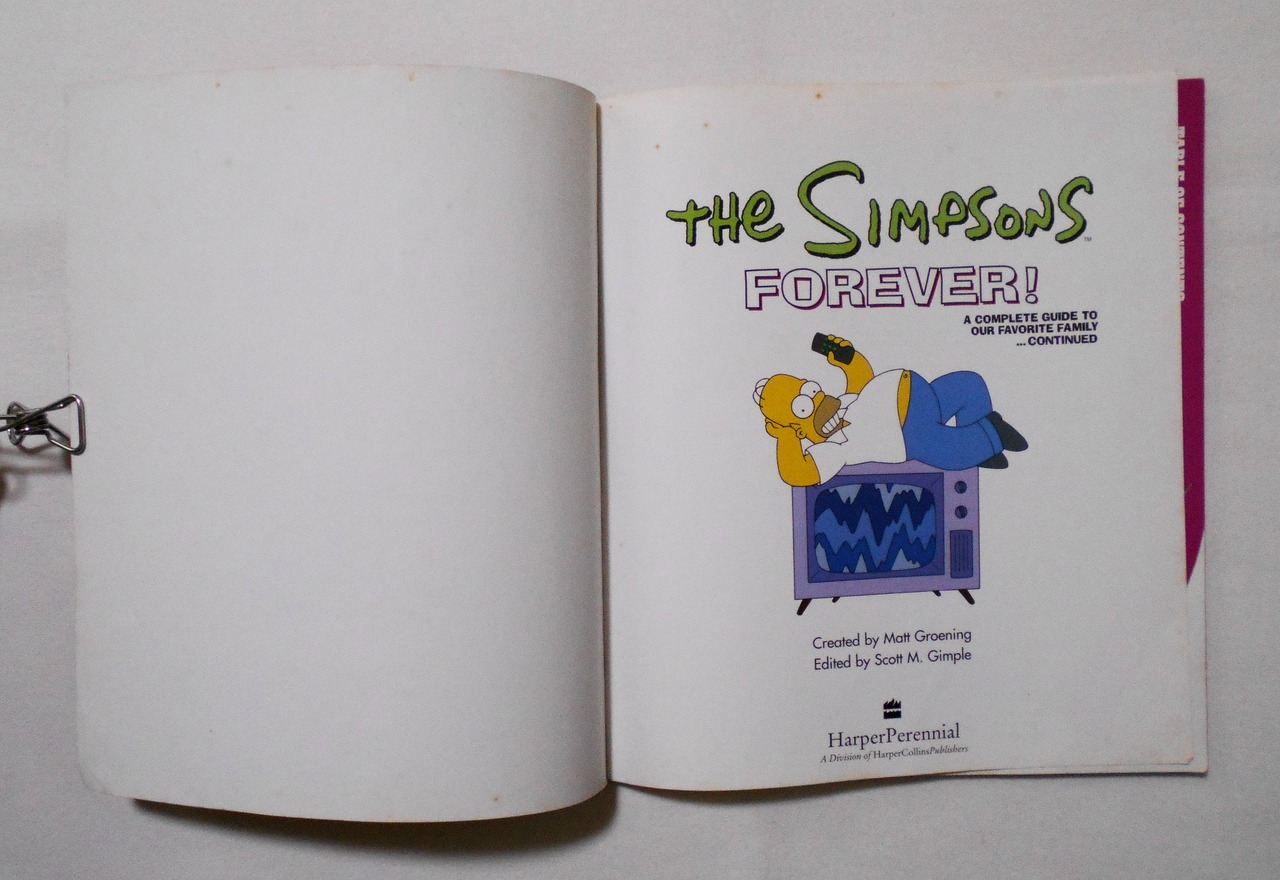 THE SIMPSONS™
FOREVER!
A COMPLETE GUIDE TO
OUR FAVORITE FAMILY
...CONTINUED
Created by Matt Groening
Edited by Scott M. Gimple
HarperPerennial
A Division of HarperCollinsPublishers